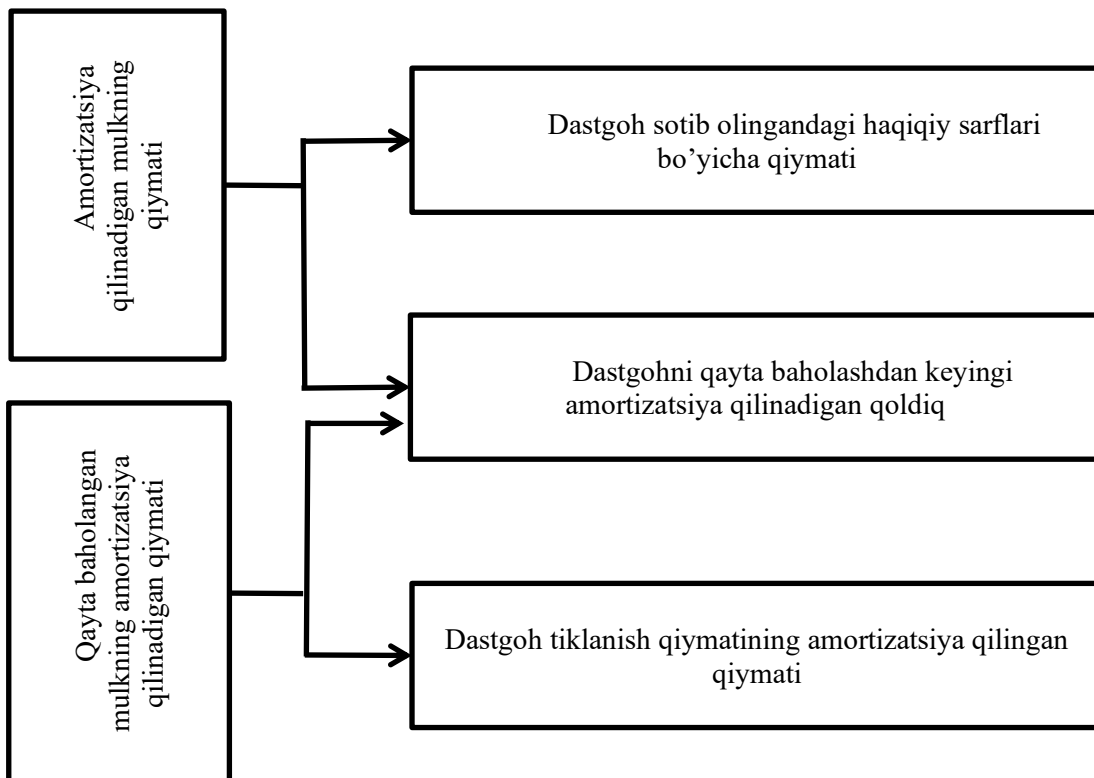 Amortizatsiya
qilinadigan mulkning
qiymati
Dastgoh sotib olingandagi haqiqiy sarflari
bo’yicha qiymati
Dastgohni qayta baholashdan keyingi
amortizatsiya qilinadigan qoldiq
Qayta baholangan
mulkning amortizatsiya
qilinadigan qiymati
Dastgoh tiklanish qiymatining amortizatsiya qilingan
qiymati